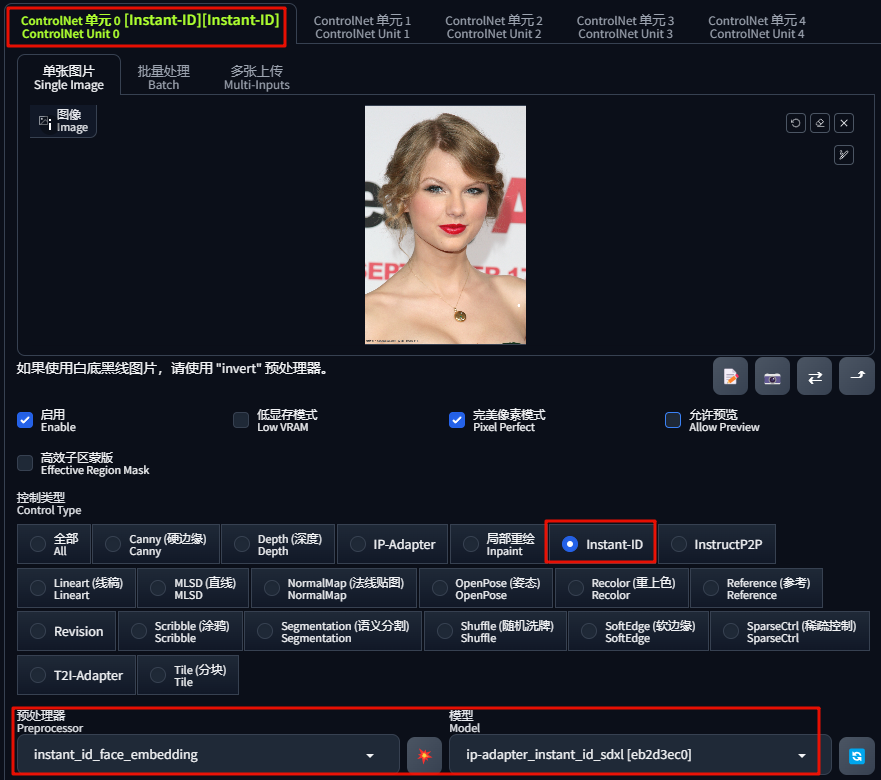 ControlNet 单元 0 [Instant-ID][Instant-ID]
ControlNet Unit 0
ControlNet 单元 1
ControlNet Unit 1
ControlNet 单元 2
ControlNet Unit 2
ControlNet 单元 3
ControlNet Unit 3
ControlNet 单元 4
ControlNet Unit 4
单张图片
Single Image
批量处理
Batch
多张上传
Multi-Inputs
图像
Image
如果使用白底黑线图片，请使用 "invert" 预处理器。
启用
Enable
低显存模式
Low VRAM
完美像素模式
Pixel Perfect
允许预览
Allow Preview
高效子区蒙版
Effective Region Mask
控制类型
Control Type
全部
All
Canny (硬边缘)
Canny
Depth (深度)
Depth
IP-Adapter
局部重绘
Inpaint
Instant-ID
InstructP2P
Lineart (线稿)
Lineart
MLSD (直线)
MLSD
NormalMap (法线贴图)
NormalMap
OpenPose (姿态)
OpenPose
Recolor (重上色)
Recolor
Reference (参考)
Reference
Revision
Scribble (涂鸦)
Scribble
Segmentation (语义分割)
Segmentation
Shuffle (随机洗牌)
Shuffle
SoftEdge (软边缘)
SoftEdge
SparseCtrl (稀疏控制)
SparseCtrl
T2I-Adapter
Tile (分块)
Tile
预处理器
Preprocessor
instant_id_face_embedding
模型
Model
ip-adapter_instant_id_sdxl [eb2d3ec0]